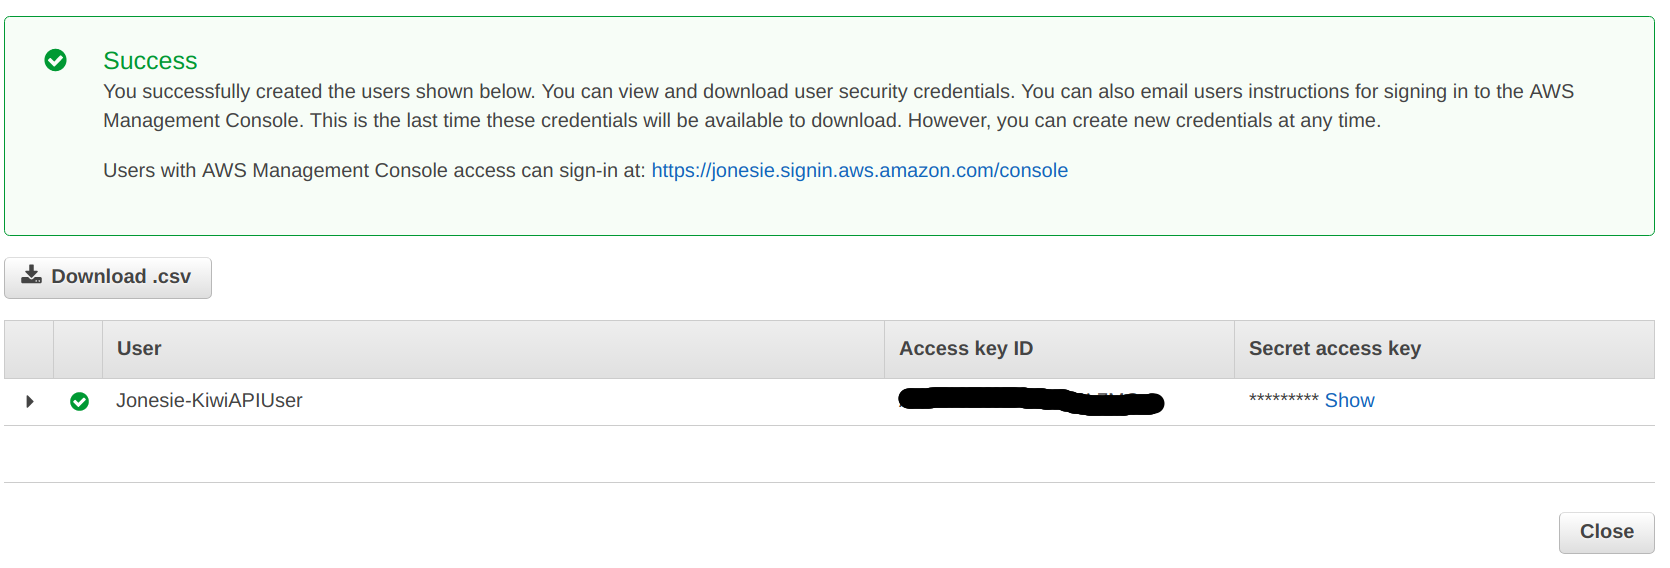 Success
You successfully created the users shown below. You can view and download user security credentials. You can also email users instructions for signing in to the AWS
Management Console. This is the last time these credentials will be available to download. However, you can create new credentials at any time.
Users with AWS Management Console access can sign-in at: https://jonesie.signin.aws.amazon.com/console
Download .csv
User Access key ID Secret access key
Jonesie-KiwiAPIUser ********* Show
Close